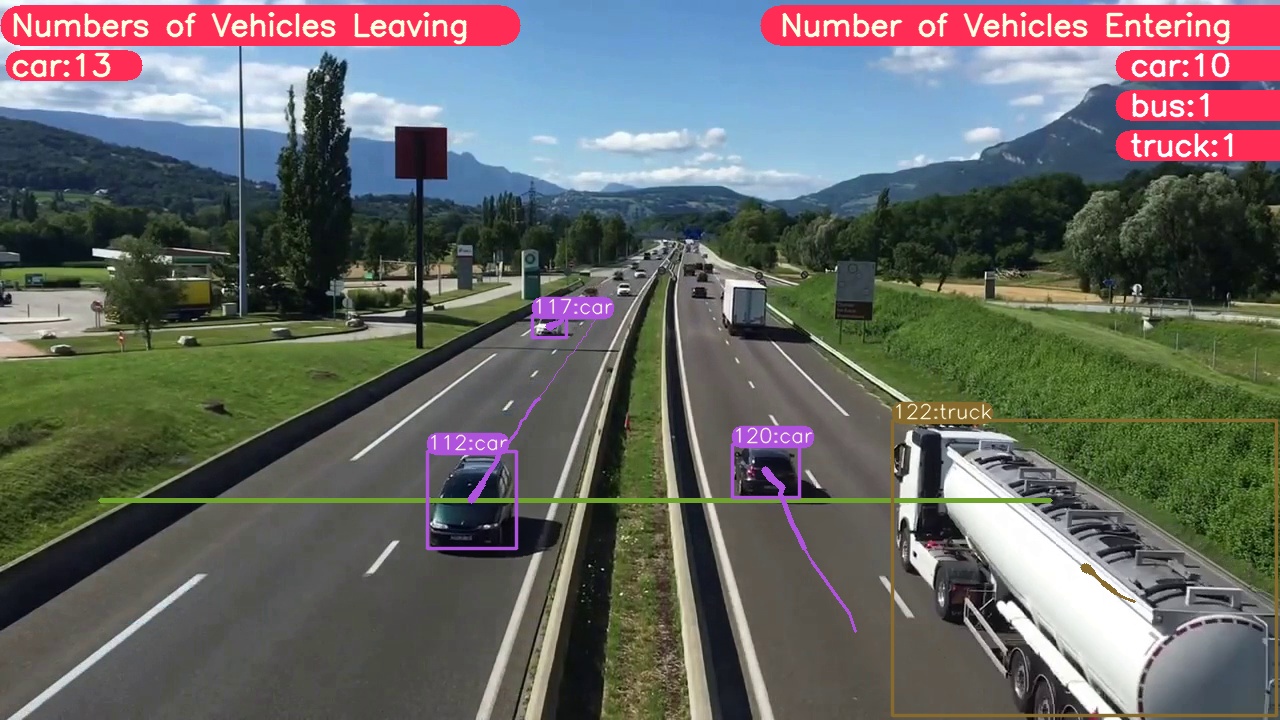 Numbers of Vehicles Leaving
Number of Vehicles Entering
car:13
car:10
bus:1
truck:1
117:car
122:truck
120:car
112:car